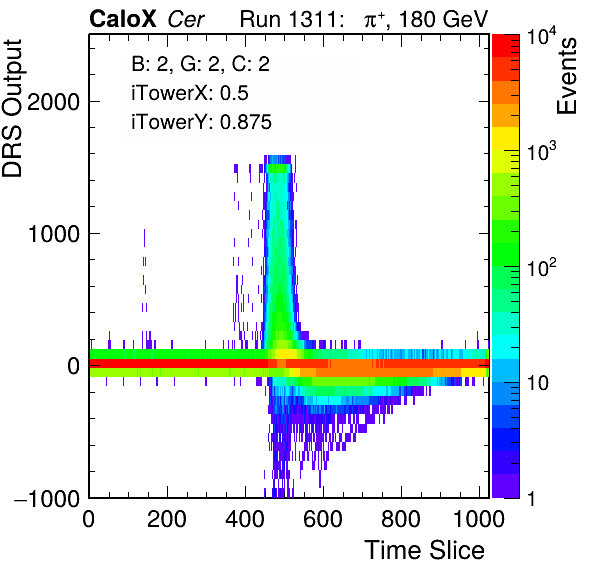 CaloX Cer Run 1311: π⁺, 180 GeV
B: 2, G: 2, C: 2
iTowerX: 0.5
iTowerY: 0.875
DRS Output
2000
1000
0
−1000
0 200 400 600 800 1000
Time Slice
Events
10⁴
10³
10²
10
1